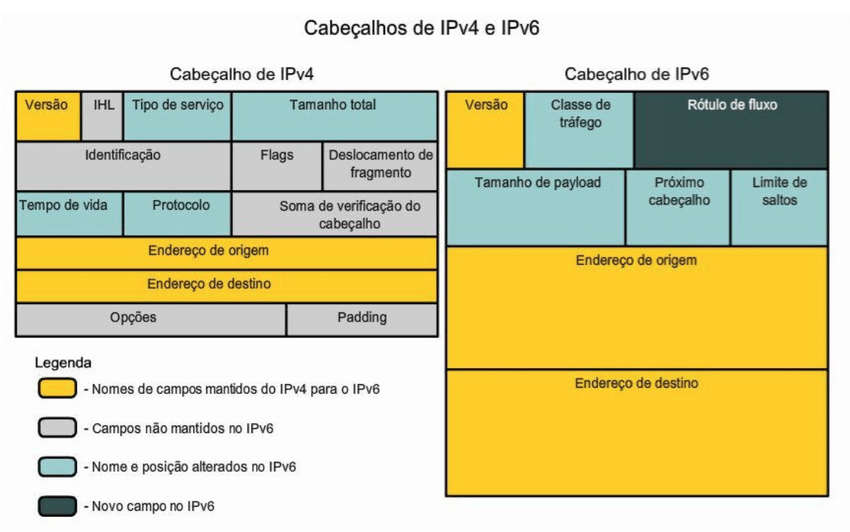 Cabeçalhos de IPv4 e IPv6
Cabeçalho de IPv4
Versão
IHL
Tipo de serviço
Tamanho total
Identificação
Flags
Deslocamento de
fragmento
Tempo de vida
Protocolo
Soma de verificação do
cabeçalho
Endereço de origem
Endereço de destino
Opções
Padding
Legenda
- Nomes de campos mantidos do IPv4 para o IPv6
- Campos não mantidos no IPv6
- Nome e posição alterados no IPv6
- Novo campo no IPv6
Cabeçalho de IPv6
Versão
Classe de
tráfego
Rótulo de fluxo
Tamanho de payload
Próximo
cabeçalho
Limite de
saltos
Endereço de origem
Endereço de destino